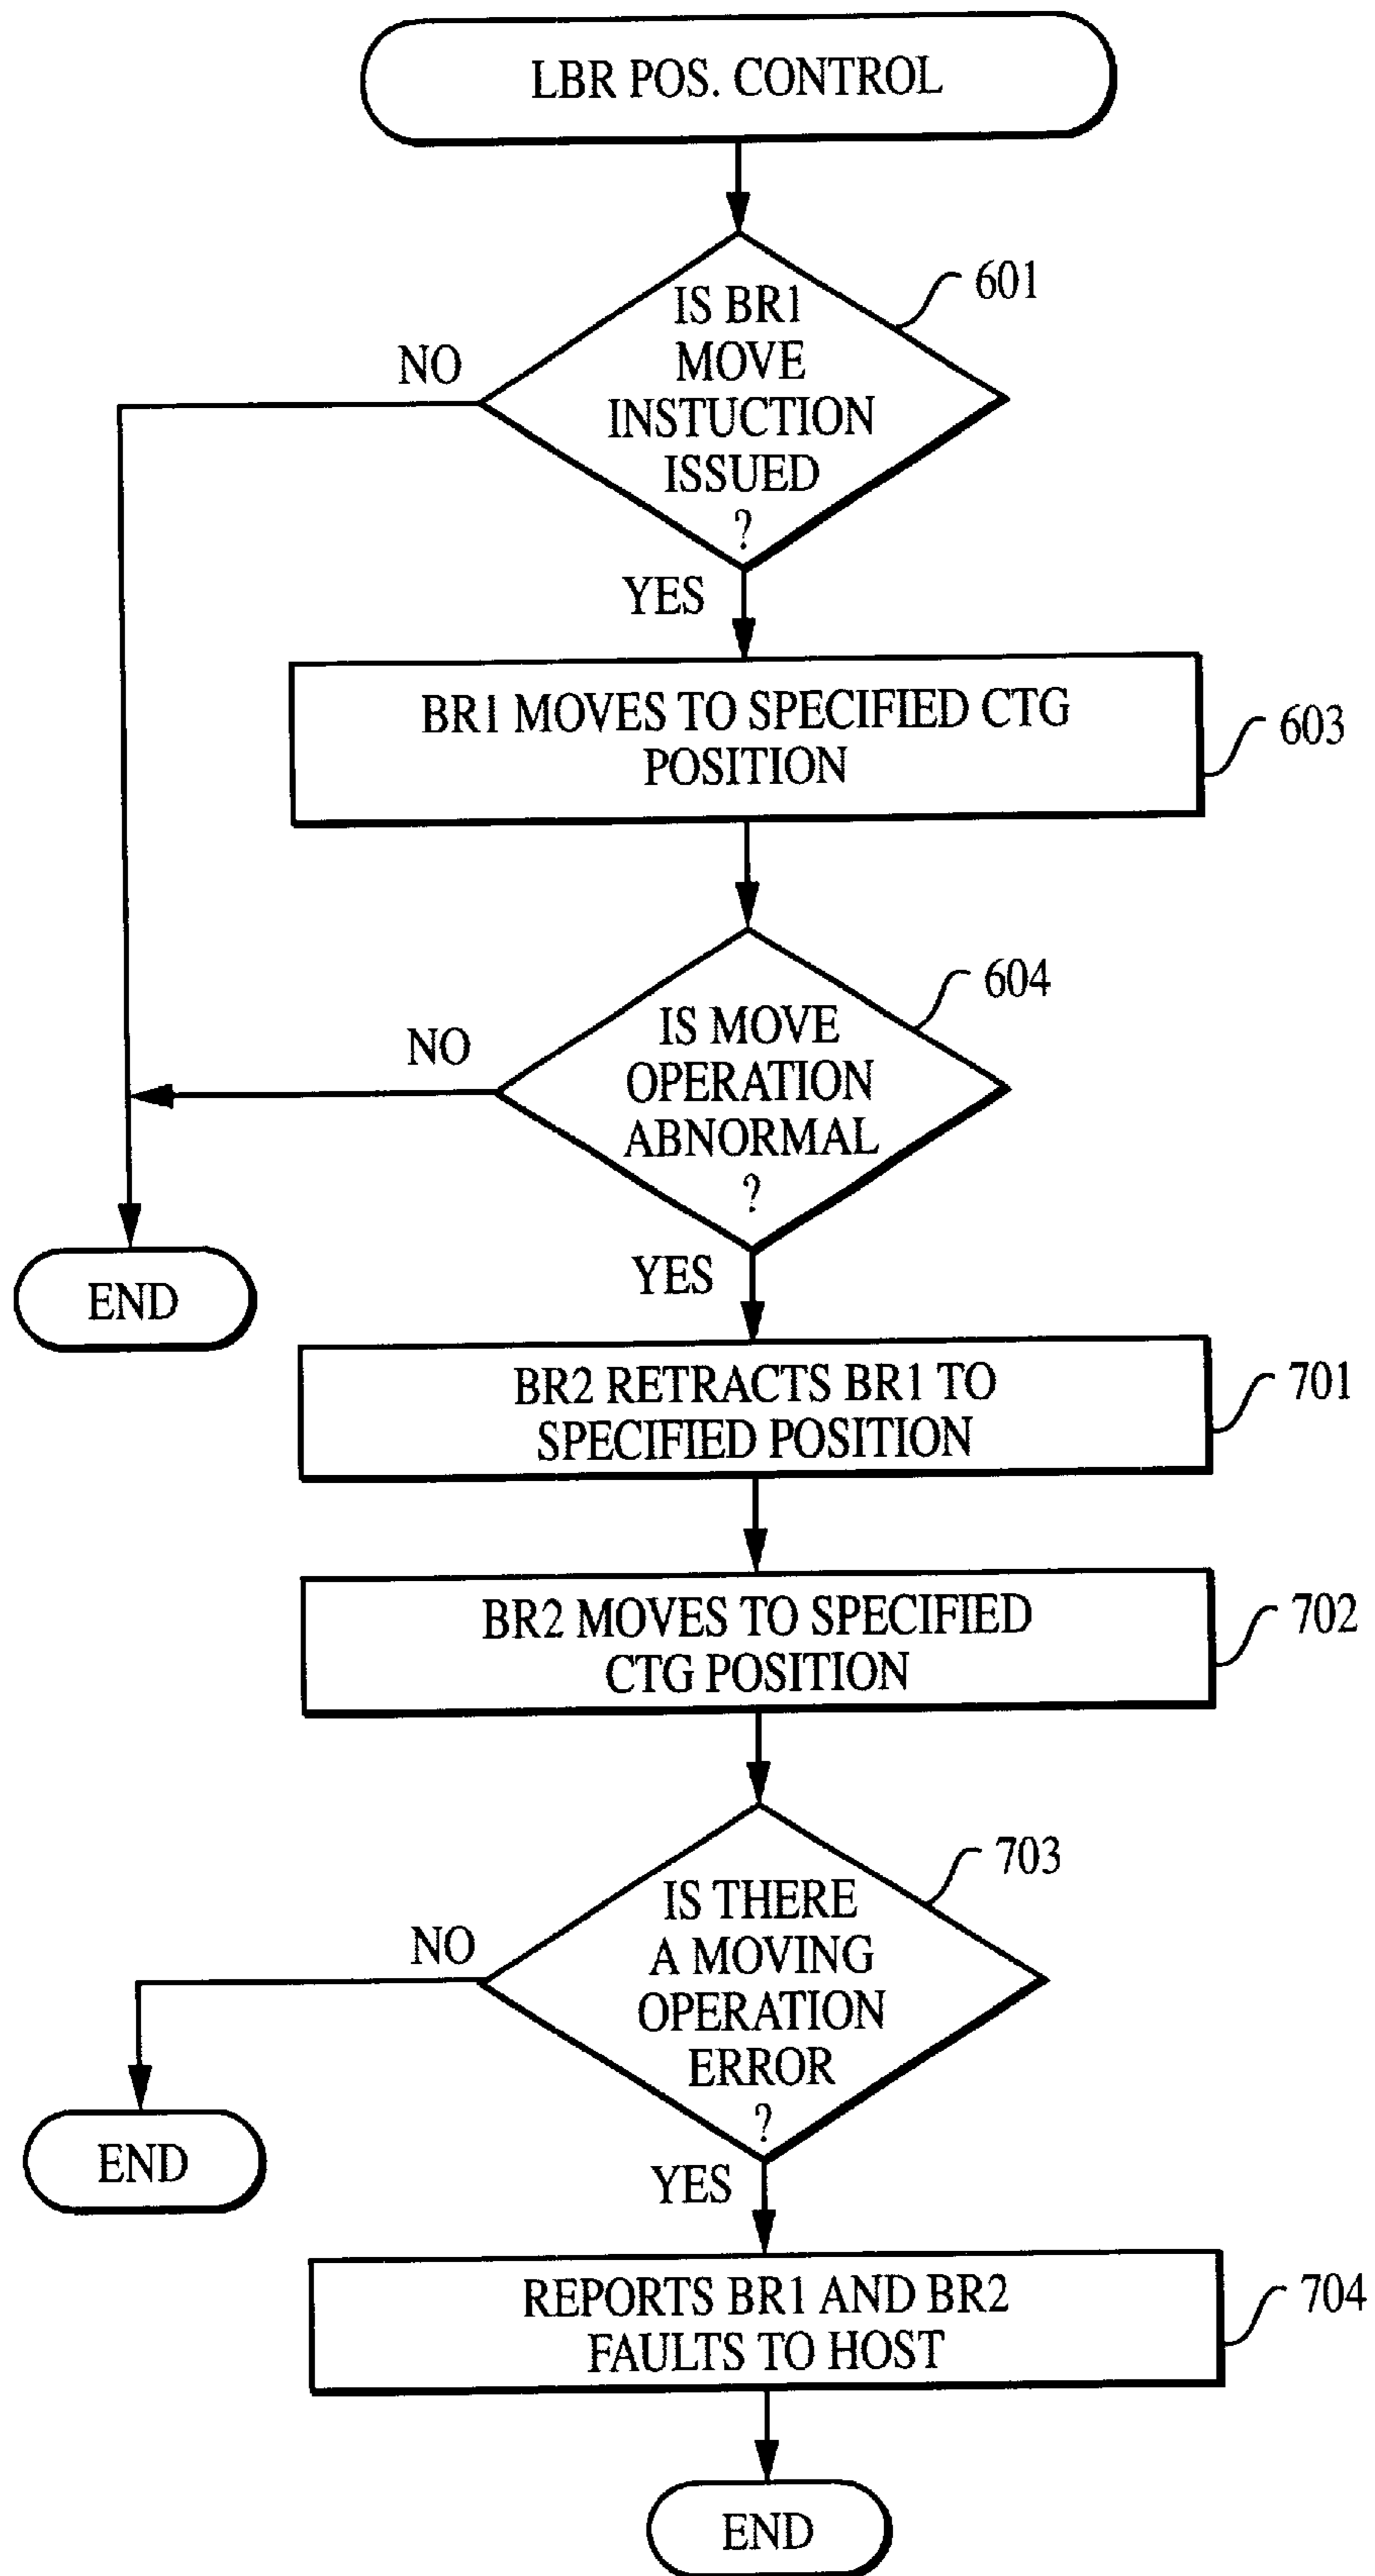 LBR POS. CONTROL
601
IS BR1
MOVE
INSTUCTION
ISSUED
?
NO
YES
BR1 MOVES TO SPECIFIED CTG
POSITION
603
604
IS MOVE
OPERATION
ABNORMAL
?
NO
YES
END
BR2 RETRACTS BR1 TO
SPECIFIED POSITION
701
BR2 MOVES TO SPECIFIED
CTG POSITION
702
703
IS THERE
A MOVING
OPERATION
ERROR
?
NO
END
YES
REPORTS BR1 AND BR2
FAULTS TO HOST
704
END